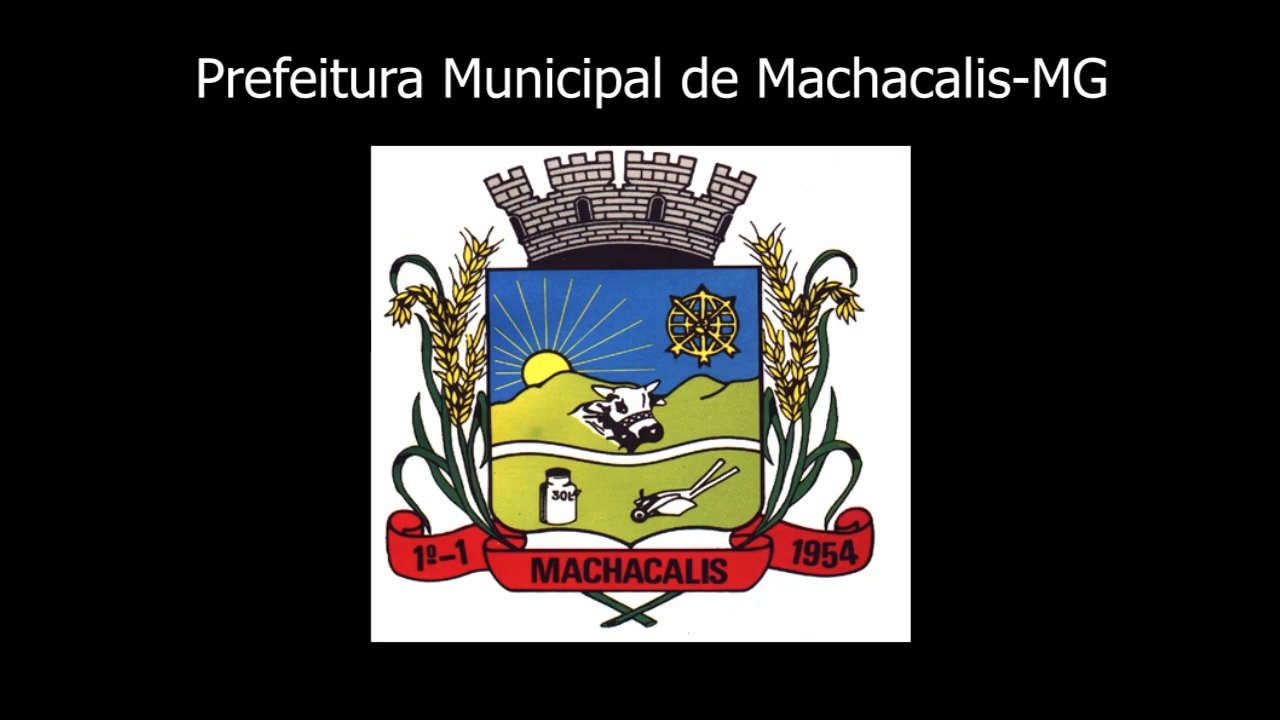 Prefeitura Municipal de Machacalis-MG
30L
1º-1
MACHACALIS
1954